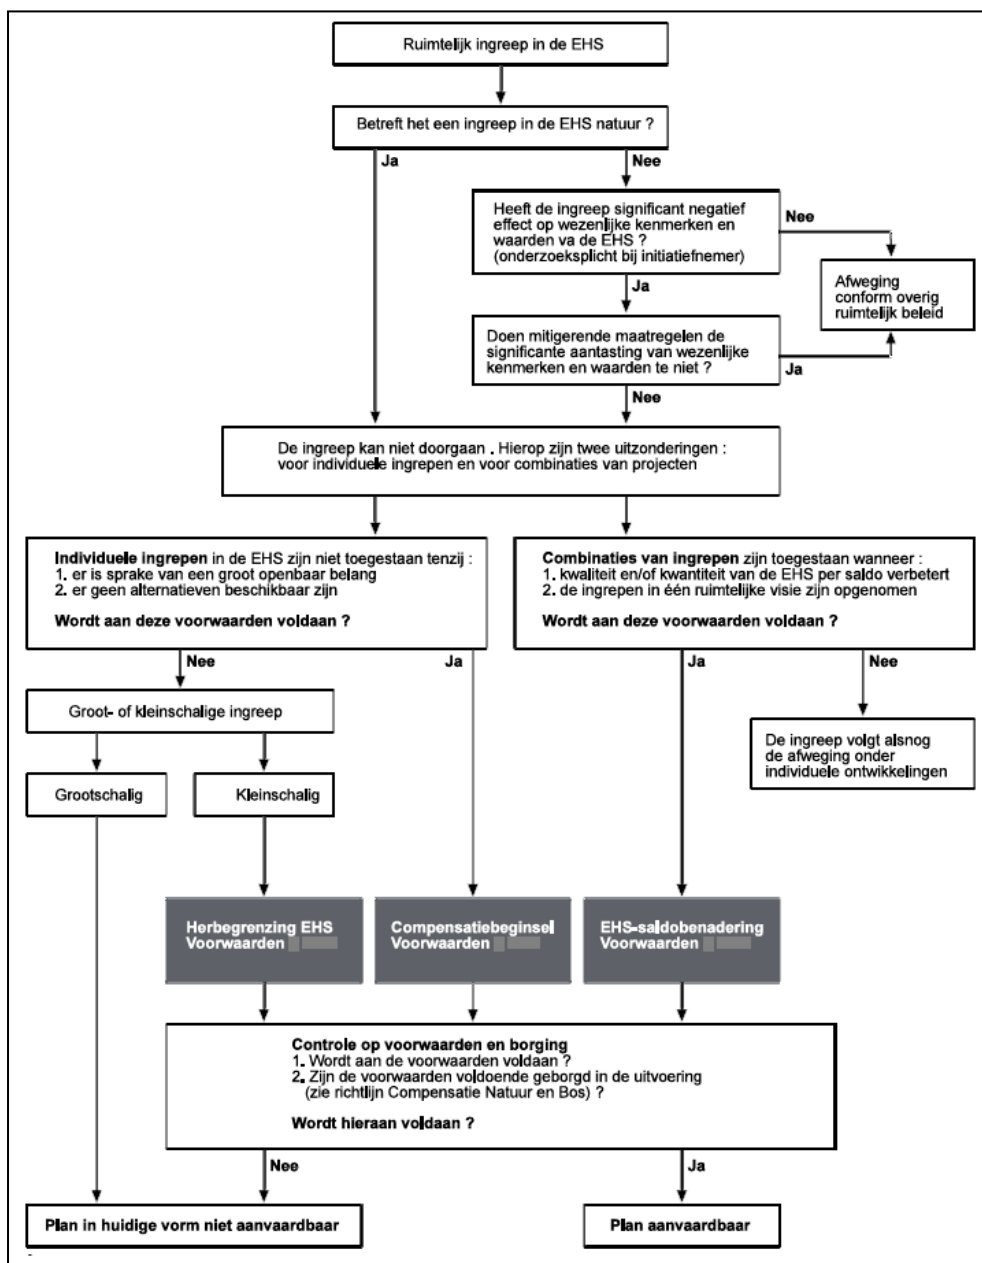 Ruimtelijk ingreep in de EHS
Betreft het een ingreep in de EHS natuur ?
Ja
Nee
Heeft de ingreep significant negatief
effect op wezenlijke kenmerken en
waarden va de EHS ?
(onderzoeksplicht bij initiatiefnemer)
Nee
Ja
Afweging
conform overig
ruimtelijk beleid
Doen mitigerende maatregelen de
significante aantasting van wezenlijke
kenmerken en waarden te niet ?
Ja
Nee
De ingreep kan niet doorgaan . Hierop zijn twee uitzonderingen :
voor individuele ingrepen en voor combinaties van projecten
Individuele ingrepen in de EHS zijn niet toegestaan tenzij :
1. er is sprake van een groot openbaar belang
2. er geen alternatieven beschikbaar zijn
Wordt aan deze voorwaarden voldaan ?
Combinaties van ingrepen zijn toegestaan wanneer :
1. kwaliteit en/of kwantiteit van de EHS per saldo verbetert
2. de ingrepen in één ruimtelijke visie zijn opgenomen
Wordt aan deze voorwaarden voldaan ?
Nee
Ja
Ja
Nee
Groot- of kleinschalige ingreep
De ingreep volgt alsnog
de afweging onder
individuele ontwikkelingen
Grootschalig
Kleinschalig
Herbegrenzing EHS
Voorwaarden
Compensatiebeginsel
Voorwaarden
EHS-saldobenadering
Voorwaarden
Controle op voorwaarden en borging
1. Wordt aan de voorwaarden voldaan ?
2. Zijn de voorwaarden voldoende geborgd in de uitvoering
(zie richtlijn Compensatie Natuur en Bos) ?
Wordt hieraan voldaan ?
Nee
Ja
Plan in huidige vorm niet aanvaardbaar
Plan aanvaardbaar